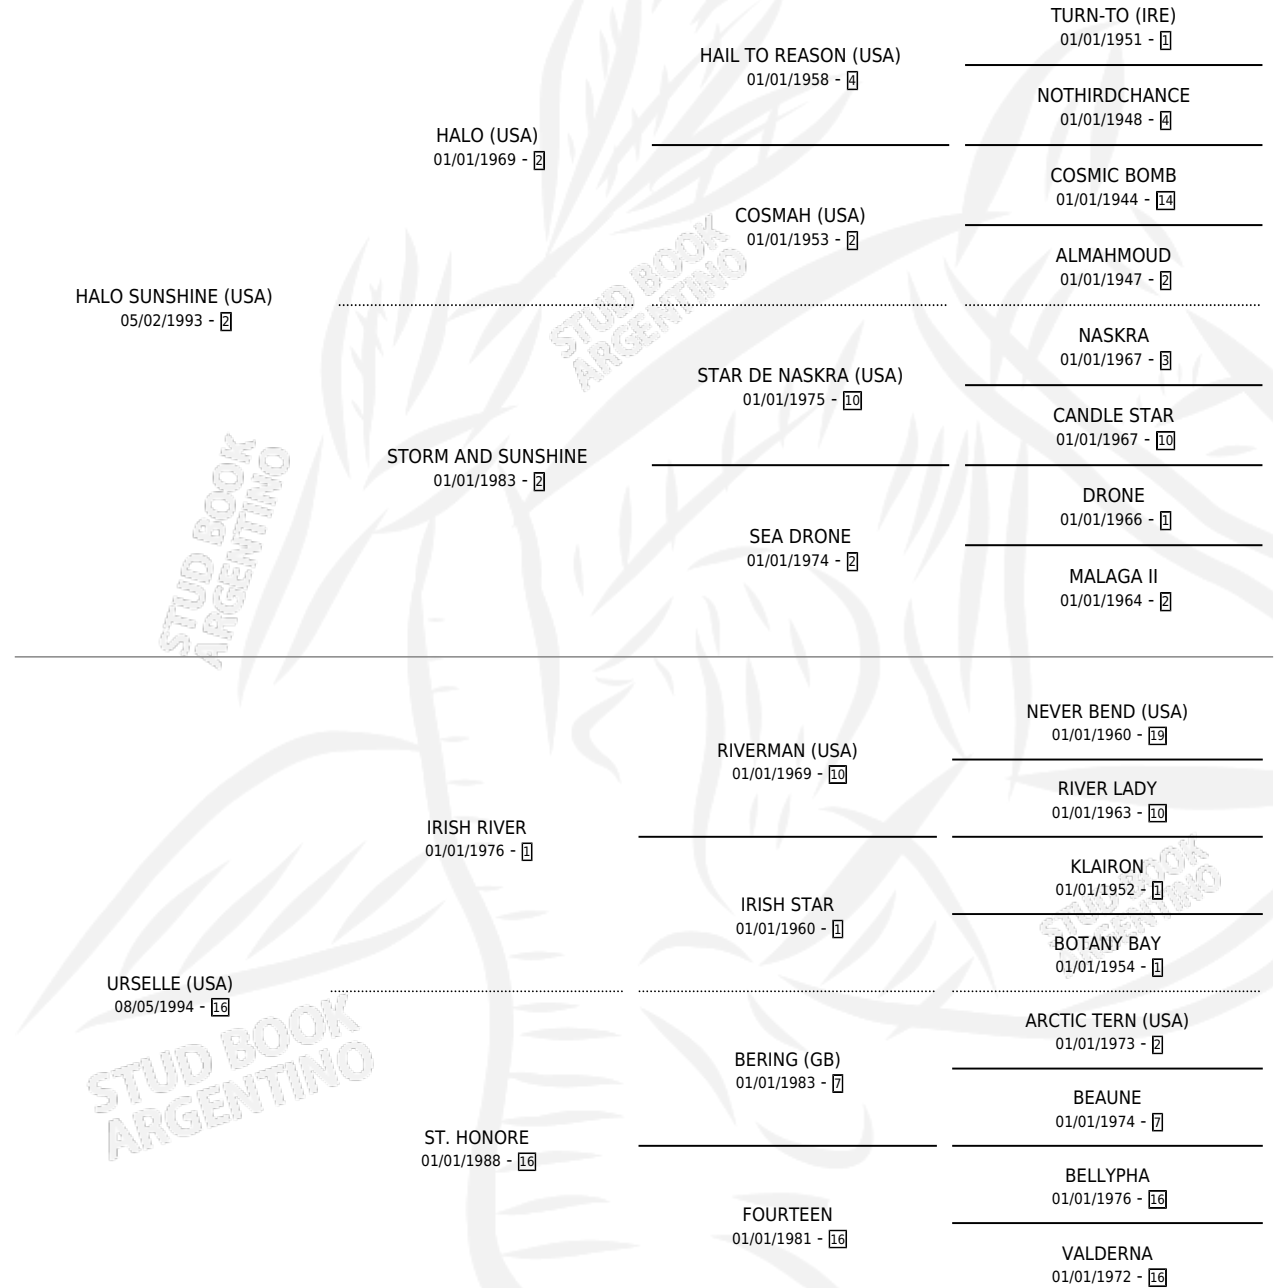 TURN-TO (IRE)
01/01/1951 - 1
HAIL TO REASON (USA)
01/01/1958 - 4
NOTHIRDCHANCE
01/01/1948 - 4
HALO (USA)
01/01/1969 - 2
COSMIC BOMB
01/01/1944 - 14
COSMAH (USA)
01/01/1953 - 2
ALMAHMOUD
01/01/1947 - 2
HALO SUNSHINE (USA)
05/02/1993 - 2
NASKRA
01/01/1967 - 3
STAR DE NASKRA (USA)
01/01/1975 - 10
CANDLE STAR
01/01/1967 - 10
STORM AND SUNSHINE
01/01/1983 - 2
DRONE
01/01/1966 - 1
SEA DRONE
01/01/1974 - 2
MALAGA II
01/01/1964 - 2
STUD BOOK
ARGENTINO
STUD BOOK
ARGENTINO
NEVER BEND (USA)
01/01/1960 - 19
RIVERMAN (USA)
01/01/1969 - 10
RIVER LADY
01/01/1963 - 10
IRISH RIVER
01/01/1976 - 1
KLAIRON
01/01/1952 - 1
IRISH STAR
01/01/1960 - 1
BOTANY BAY
01/01/1954 - 1
URSELLE (USA)
08/05/1994 - 16
ARCTIC TERN (USA)
01/01/1973 - 2
BERING (GB)
01/01/1983 - 7
BEAUNE
01/01/1974 - 7
ST. HONORE
01/01/1988 - 16
BELLYPHA
01/01/1976 - 16
FOURTEEN
01/01/1981 - 16
VALDERNA
01/01/1972 - 16
STUD BOOK
ARGENTINO
STUD BOOK
ARGENTINO